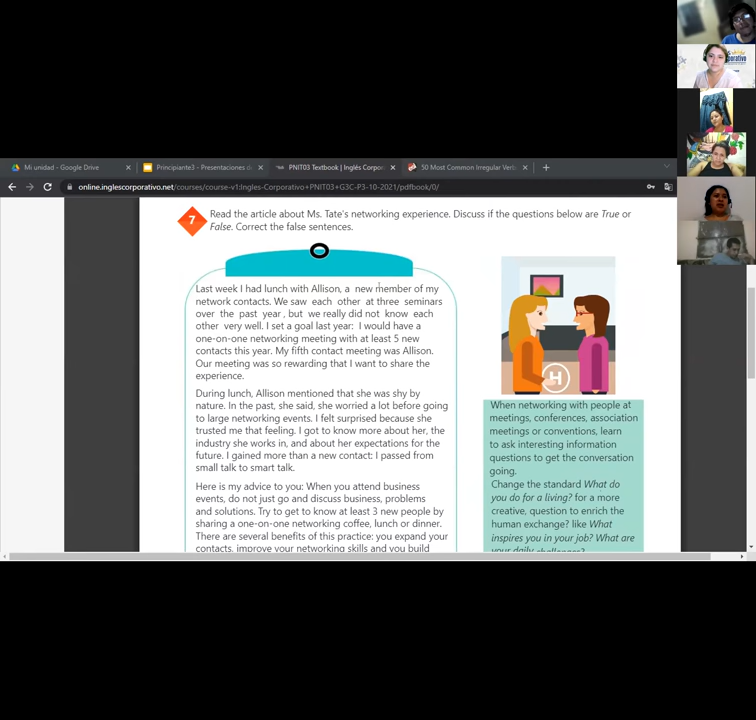 Mi unidad - Google Drive
Principiante3 - Presentaciones d
PNIT03 Textbook | Inglés Corpor
50 Most Common Irregular Verb
online.inglescorporativo.net/courses/course-v1:Ingles-Corporativo+PNIT03+G3C-P3-10-2021/pdfbook/0/
7
Read the article about Ms. Tate's networking experience. Discuss if the questions below are True or
False. Correct the false sentences.
Last week I had lunch with Allison, a new member of my
network contacts. We saw each other at three seminars
over the past year, but we really did not know each
other very well. I set a goal last year: I would have a
one-on-one networking meeting with at least 5 new
contacts this year. My fifth contact meeting was Allison.
Our meeting was so rewarding that I want to share the
experience.
During lunch, Allison mentioned that she was shy by
nature. In the past, she said, she worried a lot before going
to large networking events. I felt surprised because she
trusted me that feeling. I got to know more about her, the
industry she works in, and about her expectations for the
future. I gained more than a new contact: I passed from
small talk to smart talk.
Here is my advice to you: When you attend business
events, do not just go and discuss business, problems
and solutions. Try to get to know at least 3 new people by
sharing a one-on-one networking coffee, lunch or dinner.
There are several benefits of this practice: you expand your
contacts, improve your networking skills and you build
H
When networking with people at
meetings, conferences, association
meetings or conventions, learn
to ask interesting information
questions to get the conversation
going.
Change the standard What do
you do for a living? for a more
creative, question to enrich the
human exchange? like What
inspires you in your job? What are
your daily challenges?